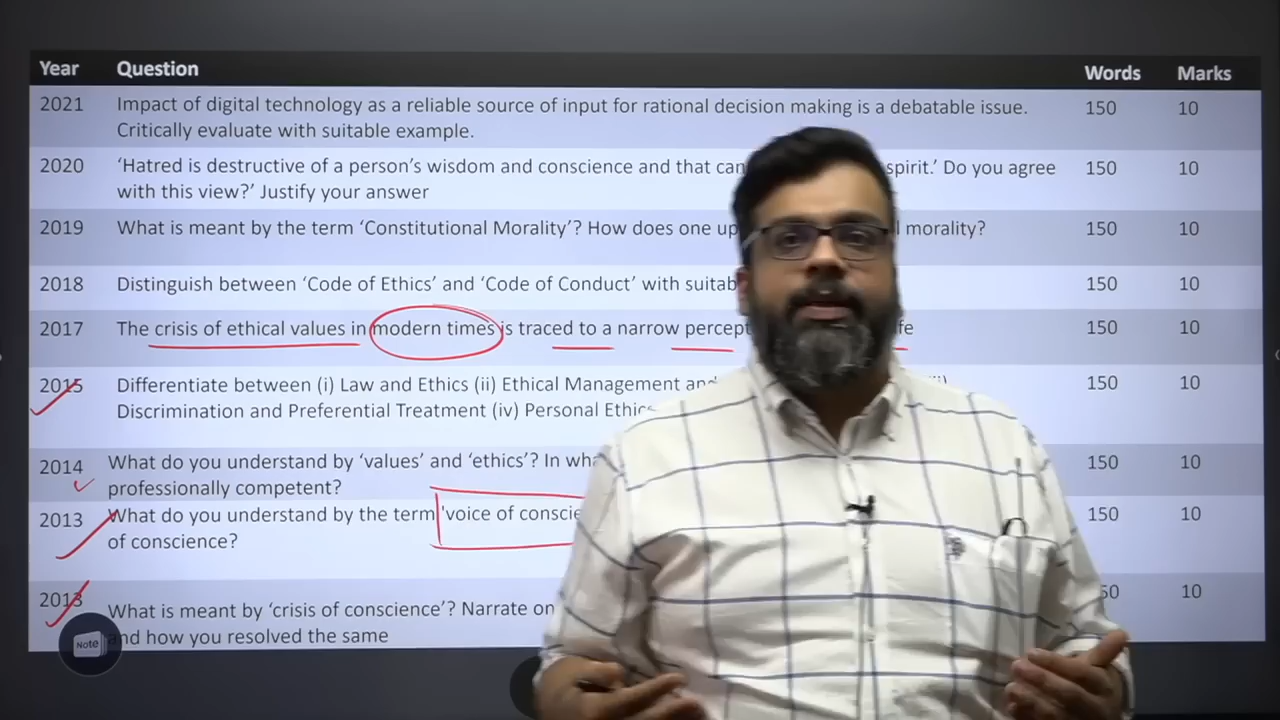 Year Question Words Marks
2021 Impact of digital technology as a reliable source of input for rational decision making is a debatable issue. 150 10
Critically evaluate with suitable example.
2020 ‘Hatred is destructive of a person’s wisdom and conscience and that can spirit.’ Do you agree 150 10
with this view?’ Justify your answer
2019 What is meant by the term ‘Constitutional Morality’? How does one up morality? 150 10
2018 Distinguish between ‘Code of Ethics’ and ‘Code of Conduct’ with 150 10
2017 The crisis of ethical values in modern times is traced to a narrow 150 10
2015 Differentiate between (i) Law and Ethics (ii) Ethical Management and 150 10
Discrimination and Preferential Treatment (iv) Personal
2014 What do you understand by ‘values’ and ‘ethics’? In 150 10
professionally competent?
2013 What do you understand by the term 'voice of 150 10
of conscience?
2013 What is meant by ‘crisis of conscience’? Narrate 10
and how you resolved the same
Note